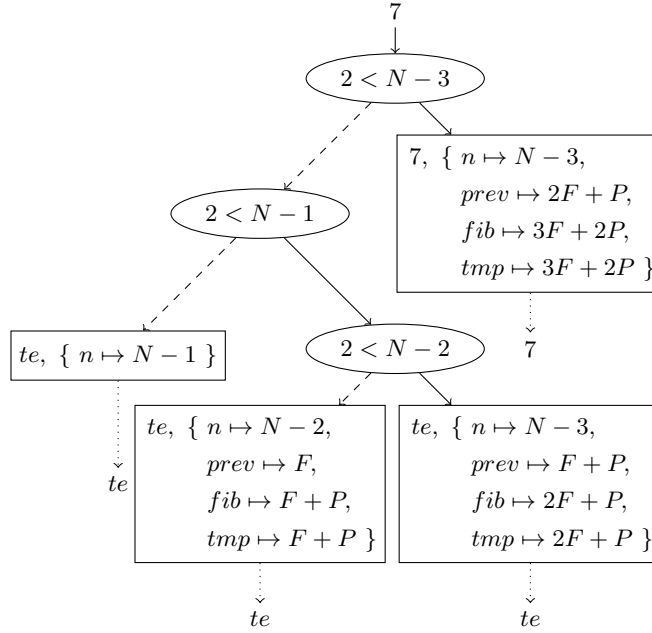 7
2 < N − 3
7, { n ↦ N − 3,
prev ↦ 2F + P,
fib ↦ 3F + 2P,
tmp ↦ 3F + 2P }
7
2 < N − 1
te, { n ↦ N − 1 }
te
2 < N − 2
te, { n ↦ N − 2,
prev ↦ F,
fib ↦ F + P,
tmp ↦ F + P }
te
te, { n ↦ N − 3,
prev ↦ F + P,
fib ↦ 2F + P,
tmp ↦ 2F + P }
te